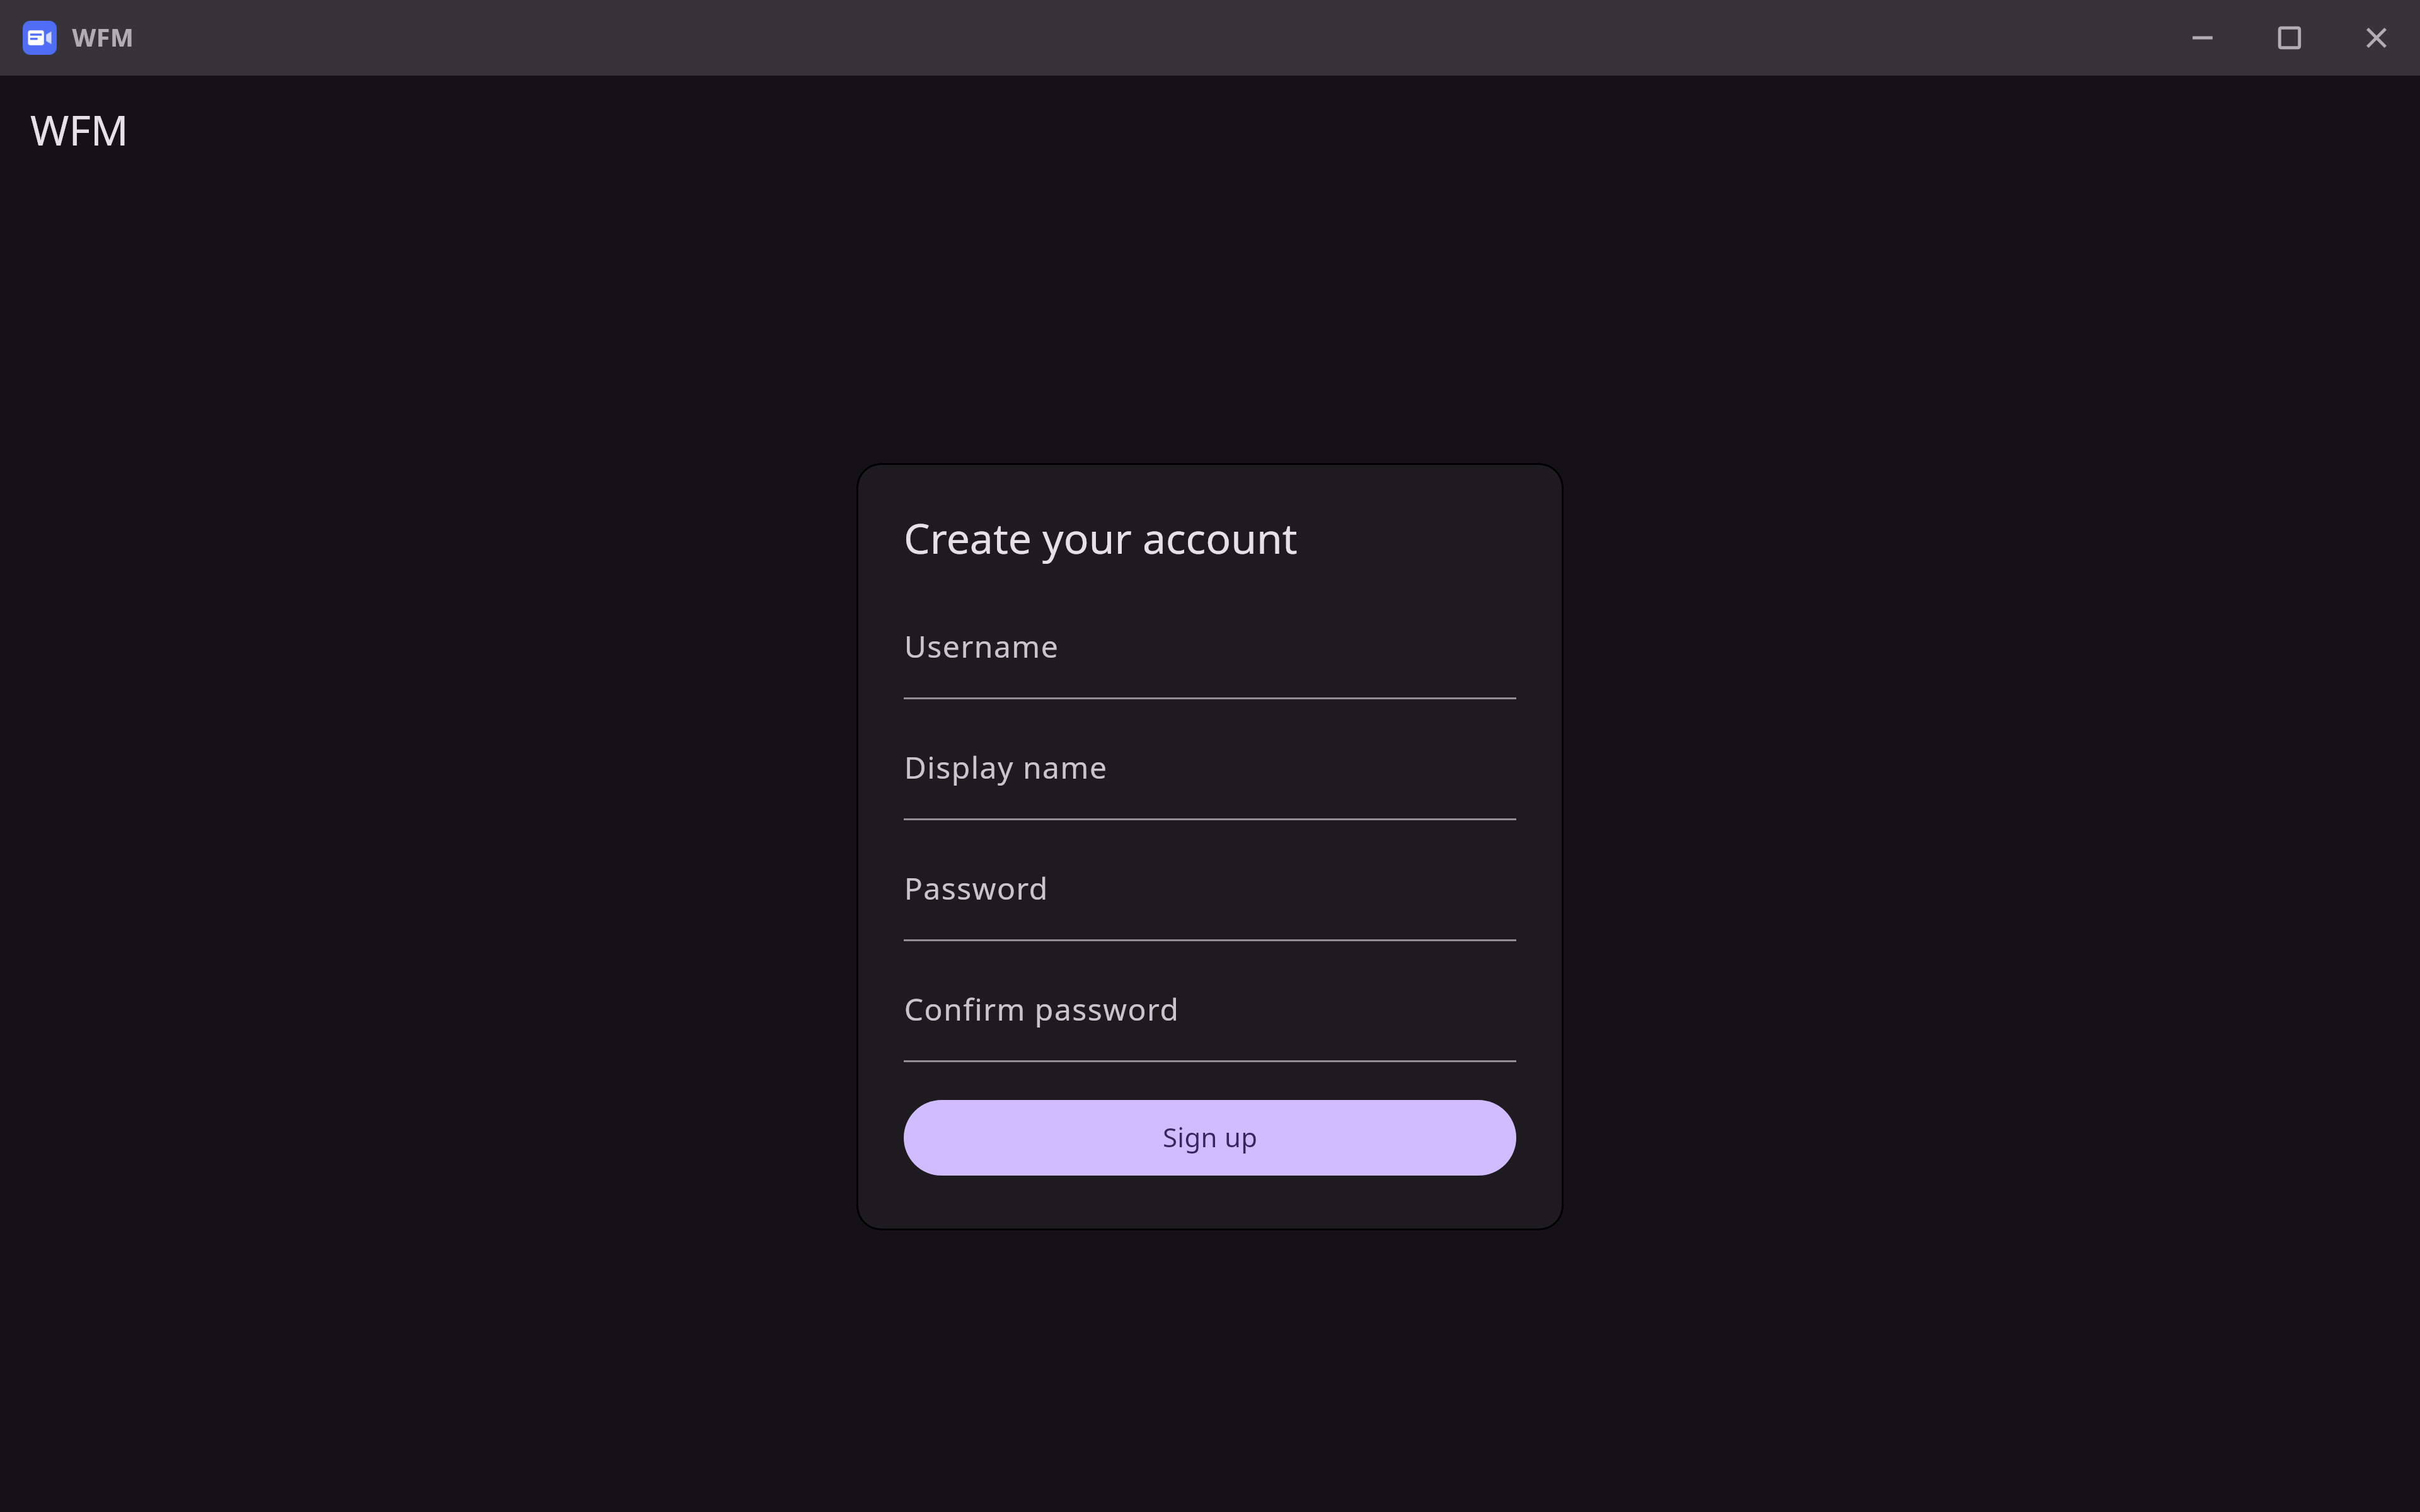 WFM
WFM
Create your account
Username
Display name
Password
Confirm password
Sign up